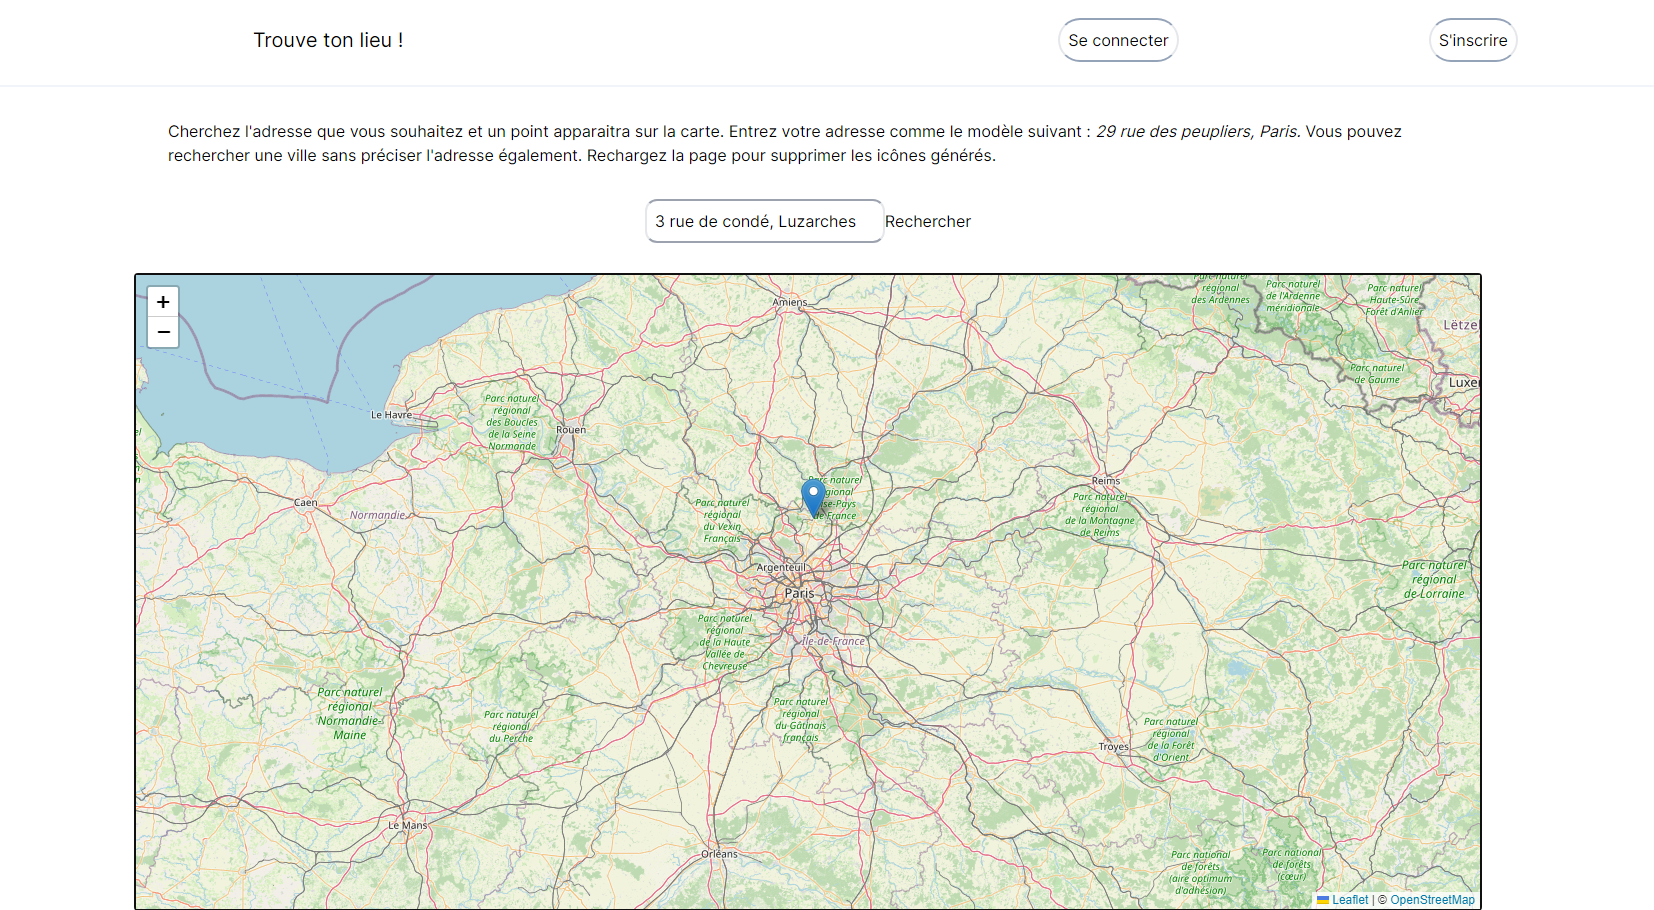 Trouve ton lieu !
Se connecter
S'inscrire
Cherchez l'adresse que vous souhaitez et un point apparaitra sur la carte. Entrez votre adresse comme le modèle suivant : 29 rue des peupliers, Paris. Vous pouvez
rechercher une ville sans préciser l'adresse également. Rechargez la page pour supprimer les icônes générés.
3 rue de condé, Luzarches
Rechercher
+
−
Amiens
Parc naturel
régional
des Ardennes
Parc naturel
de l'Ardenne
méridionale
Parc naturel
Haute-Sûre
Forêt d'Anlier
Lëtze
Parc naturel
de Gaume
Luxe
Le Havre
Parc naturel
régional
des Boucles
de la Seine
Normande
Rouen
Caen
Normandie
Parc naturel
régional
du Vexin
Français
Parc naturel
de France
Reims
Parc naturel
régional
de la Montagne
de Reims
Argenteuil
Paris
Île-de-France
Parc naturel
régional
de Lorraine
Parc naturel
régional
de la Haute
Vallée de
Chevreuse
Parc naturel
régional
Normandie-
Maine
Parc naturel
régional
du Perche
Parc naturel
régional
du Gâtinais
français
Troyes
Parc naturel
régional
de la Forêt
d'Orient
Le Mans
Orléans
Parc national
de forêts
(aire optimum
d'adhésion)
Parc national
de forêts
(cœur)
Leaflet | © OpenStreetMap